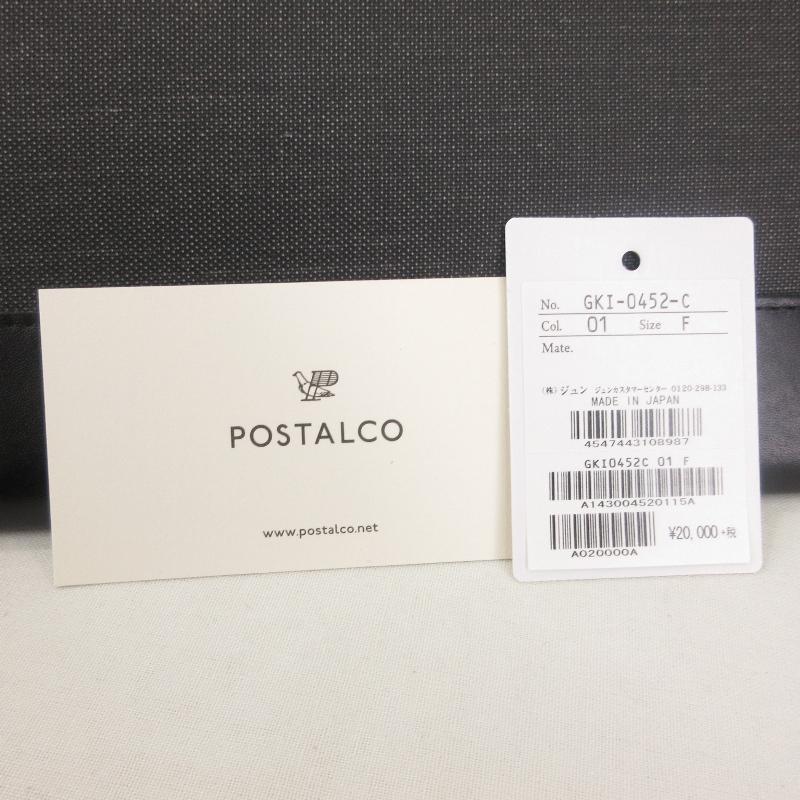 POSTALCO
www.postalco.net
No. GKI-0452-C
Col. 01 Size F
Mate.
(株)ジュン ジュンカスタマーセンター 0120-298-133
MADE IN JAPAN
4547443108987
GKI0452C 01 F
A143004520115A
¥20,000+税
A020000A